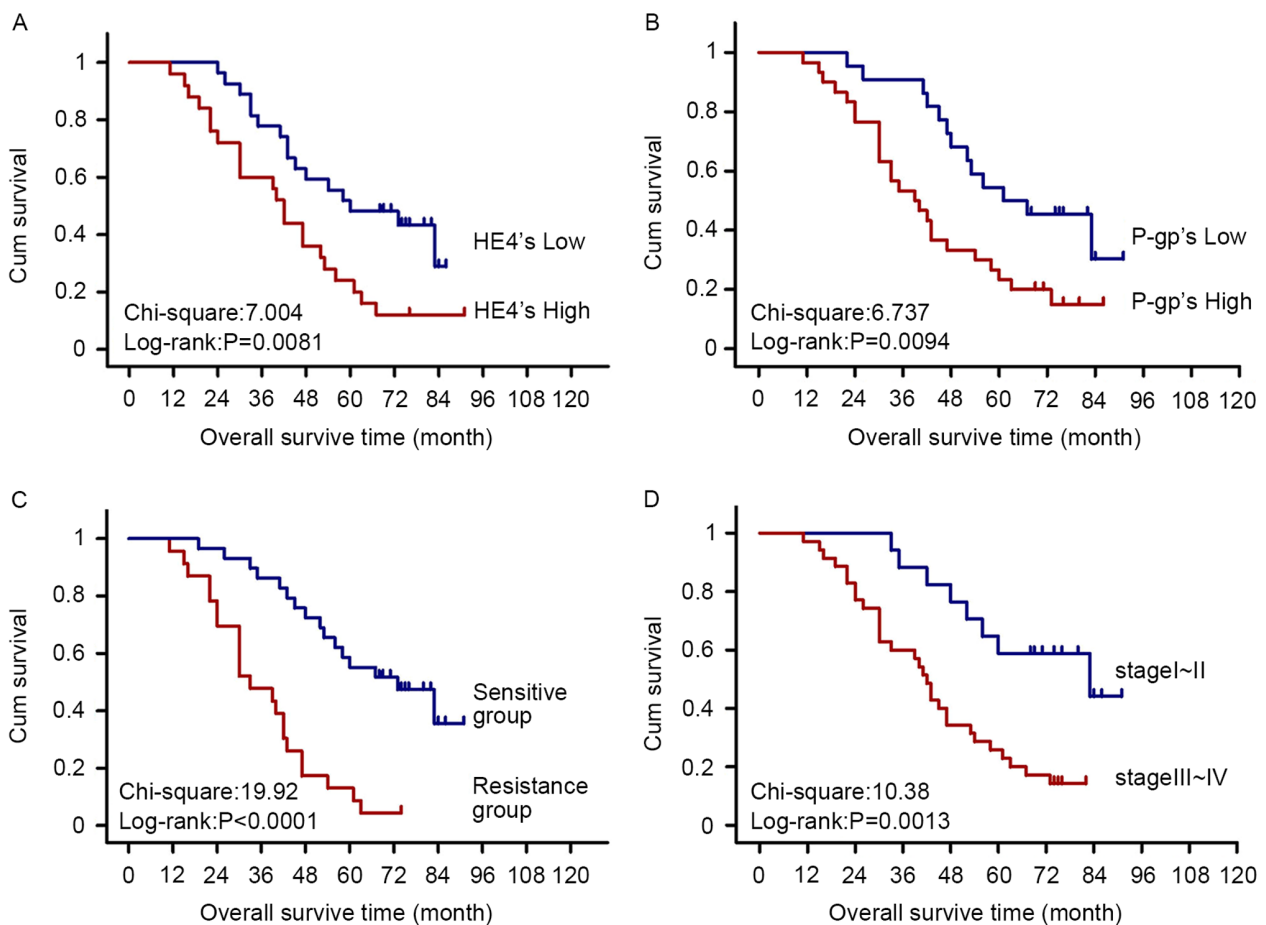 A
Cum survival
1
0.8
0.6
0.4
0.2
0
HE4's Low
HE4's High
Chi-square:7.004
Log-rank:P=0.0081
0 12 24 36 48 60 72 84 96 108 120
Overall survive time (month)
B
Cum survival
1
0.8
0.6
0.4
0.2
0
P-gp's Low
P-gp's High
Chi-square:6.737
Log-rank:P=0.0094
0 12 24 36 48 60 72 84 96 108 120
Overall survive time (month)
C
Cum survival
1
0.8
0.6
0.4
0.2
0
Sensitive
group
Resistance
group
Chi-square:19.92
Log-rank:P<0.0001
0 12 24 36 48 60 72 84 96 108 120
Overall survive time (month)
D
Cum survival
1
0.8
0.6
0.4
0.2
0
stageI~II
stageIII~IV
Chi-square:10.38
Log-rank:P=0.0013
0 12 24 36 48 60 72 84 96 108 120
Overall survive time (month)